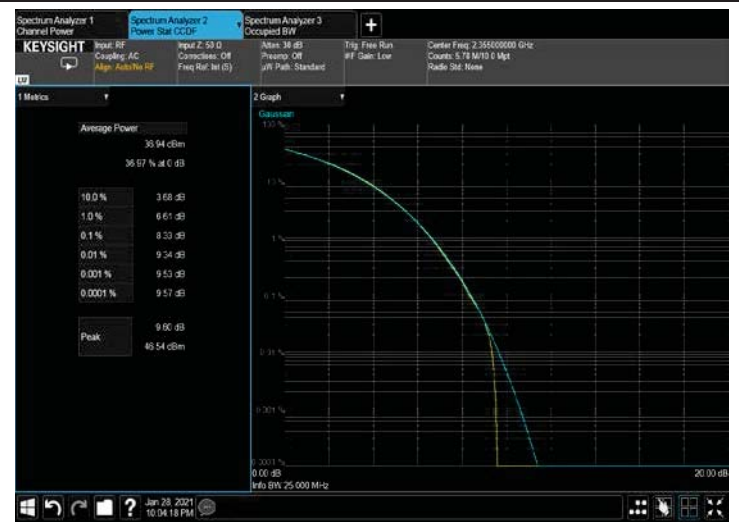 Spectrum Analyzer 1
Channel Power
Spectrum Analyzer 2
Power Stat CCDF
Spectrum Analyzer 3
Occupied BW
+
KEYSIGHT
Input: RF
Coupling: AC
Align: Auto/No RF
Input Z: 50 Ω
Corrections: Off
Freq Ref: Int (S)
Atten: 30 dB
Preamp: Off
µW Path: Standard
Trig: Free Run
#IF Gain: Low
Center Freq: 2.355000000 GHz
Counts: 5.78 M/10.0 Mpt
Radio Std: None
1 Metrics
Average Power
36.94 dBm
36.97 % at 0 dB
10.0 % 3.68 dB
1.0 % 6.61 dB
0.1 % 8.33 dB
0.01 % 9.34 dB
0.001 % 9.53 dB
0.0001 % 9.57 dB
Peak 9.60 dB
46.54 dBm
2 Graph
Gaussian
100 %
10 %
1 %
0.1 %
0.01 %
0.001 %
0.0001 %
0.00 dB
20.00 dB
Info BW 25.000 MHz
?
Jan 28, 2021
10:04:18 PM